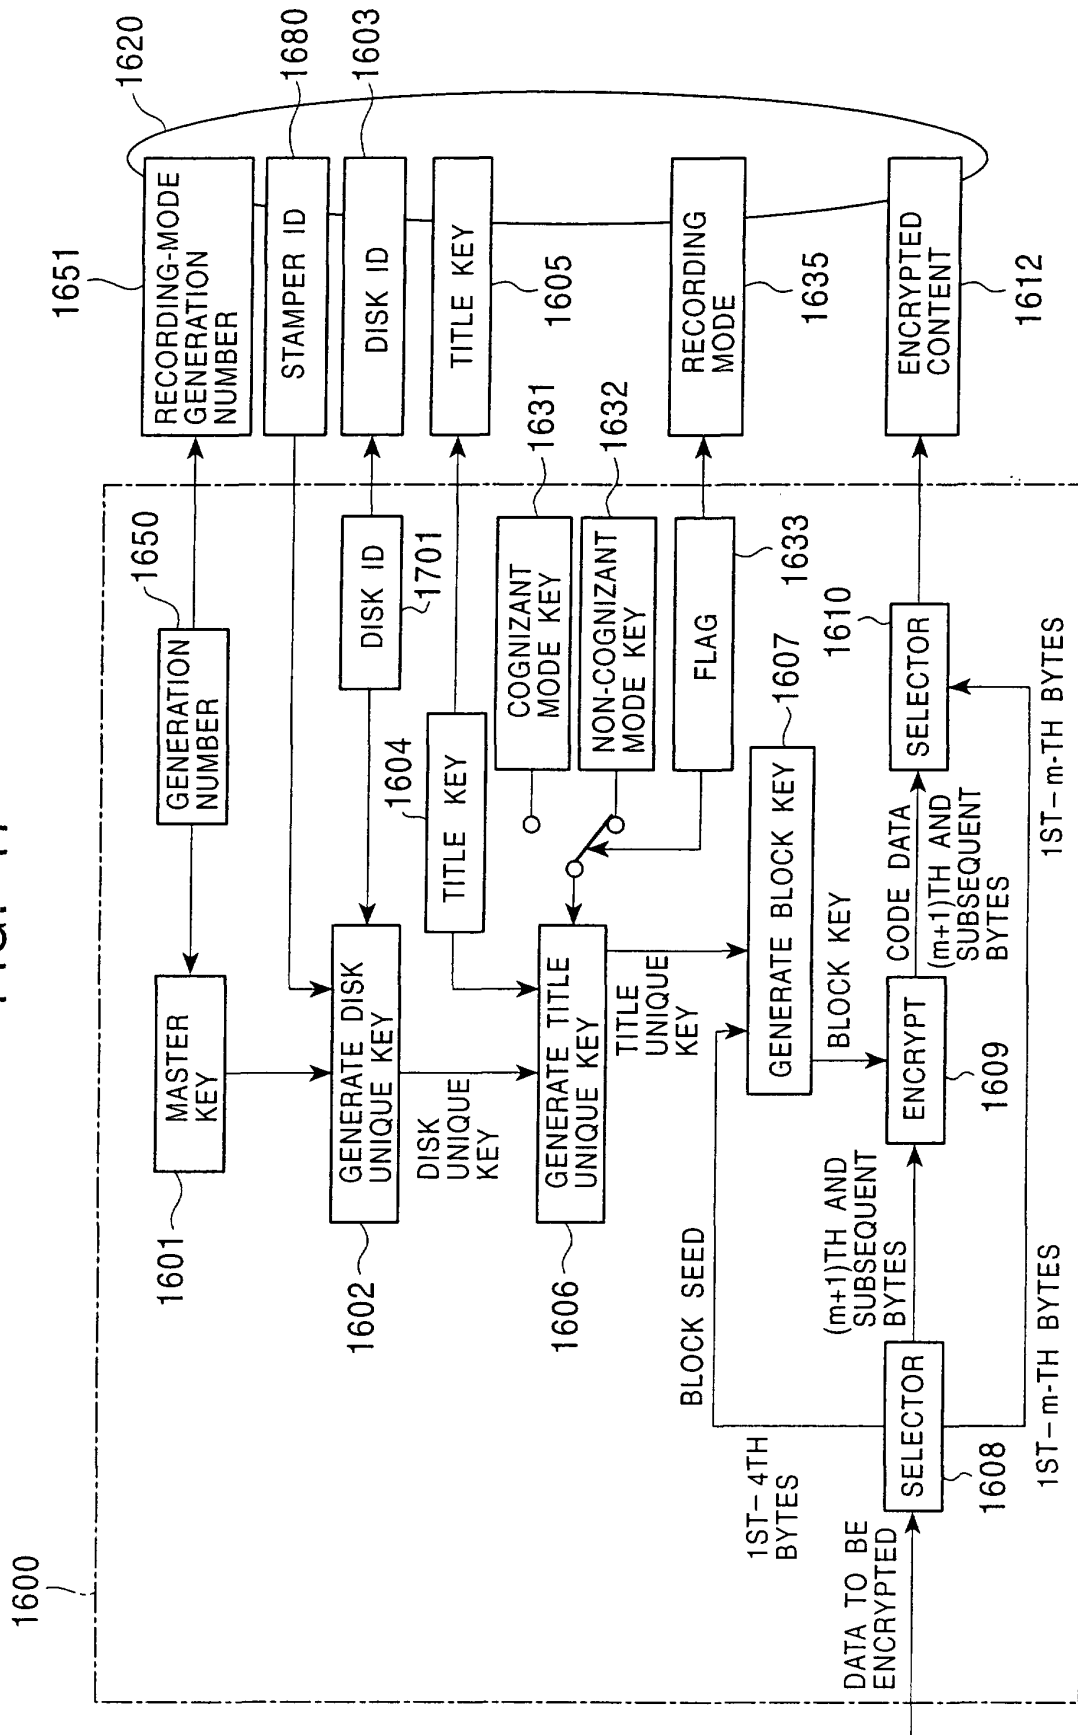 1600
1651
1620
1601
MASTER
KEY
1650
GENERATION
NUMBER
RECORDING-MODE
GENERATION
NUMBER
1680
STAMPER ID
1603
1602
GENERATE DISK
UNIQUE KEY
DISK ID
1701
DISK ID
DISK
UNIQUE
KEY
1604
TITLE KEY
TITLE KEY
1605
1606
GENERATE TITLE
UNIQUE KEY
COGNIZANT
MODE KEY
1631
NON-COGNIZANT
MODE KEY
1632
TITLE
UNIQUE
KEY
FLAG
1633
RECORDING
MODE
1635
BLOCK SEED
GENERATE BLOCK KEY
1607
1ST-4TH
BYTES
BLOCK KEY
DATA TO BE
ENCRYPTED
SELECTOR
1608
(m+1)TH AND
SUBSEQUENT
BYTES
ENCRYPT
1609
CODE DATA
(m+1)TH AND
SUBSEQUENT
BYTES
SELECTOR
1610
ENCRYPTED
CONTENT
1612
1ST-m-TH BYTES
1ST-m-TH BYTES